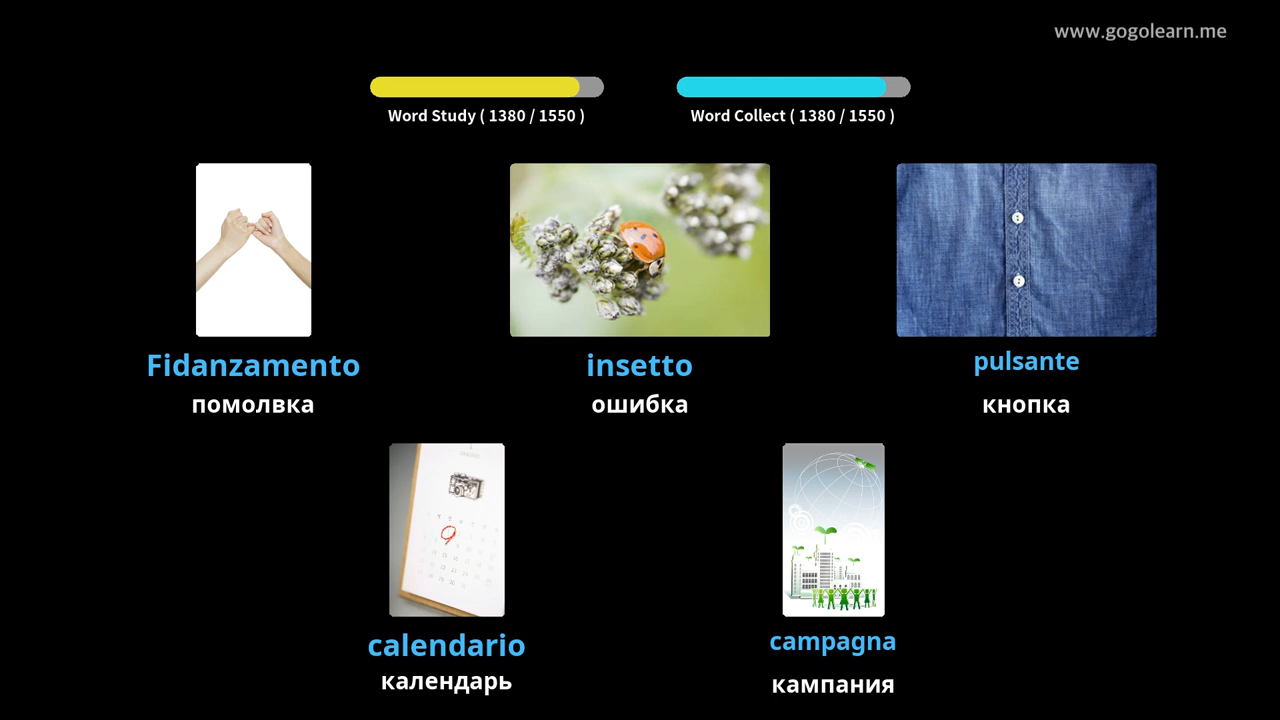 www.gogolearn.me
Word Study ( 1380 / 1550 )
Word Collect ( 1380 / 1550 )
Fidanzamento
insetto
pulsante
помолвка
ошибка
кнопка
calendario
campagna
календарь
кампания